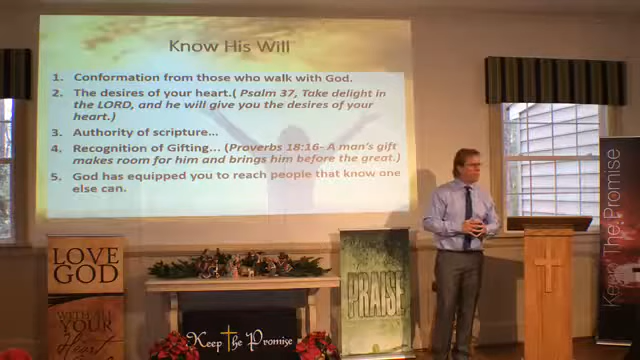 Know His Will
1. Conformation from those who walk with God.
2. The desires of your heart.( Psalm 37, Take delight in
the LORD, and he will give you the desires of your
heart.)
3. Authority of scripture...
4. Recognition of Gifting... (Proverbs 18:16- A man's gift
makes room for him and brings him before the great.)
5. God has equipped you to reach people that know one
else can.
LOVE
GOD
WITH ALL
YOUR
Heart
Keep The Promise
PRAISE
Keep The Promise